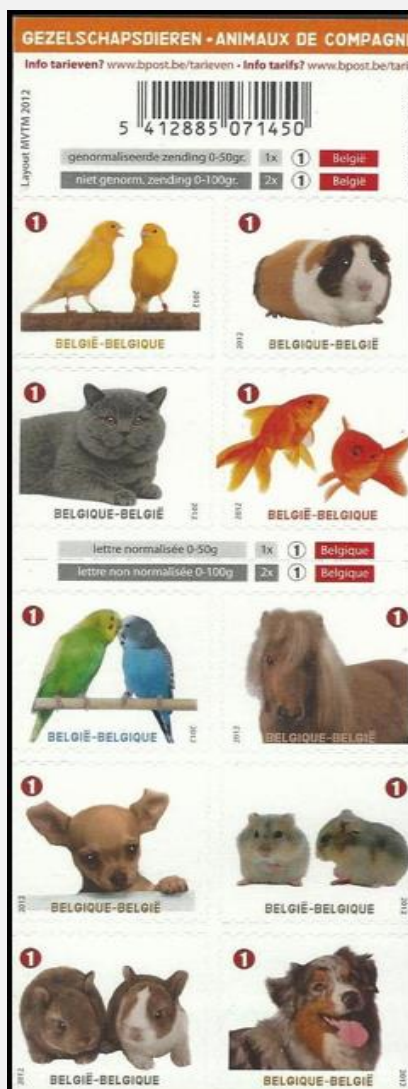 GEZELSCHAPSDIEREN • ANIMAUX DE COMPAGN
Info tarieven? www.bpost.be/tarieven • Info tarifs? www.bpost.be/tari
Layout MVTM 2012
5 412885 071450
genormaliseerde zending 0-50gr. 1x 1 België
niet genorm. zending 0-100gr. 2x 1 België
1
2012
BELGIË-BELGIQUE
1
2012
BELGIQUE-BELGIË
1
BELGIQUE-BELGIË
2012
1
2012
BELGIË-BELGIQUE
lettre normalisée 0-50g 1x 1 Belgique
lettre non normalisée 0-100g 2x 1 Belgique
1
BELGIË-BELGIQUE
2012
1
2012
BELGIQUE-BELGIË
1
2012
BELGIQUE-BELGIË
1
BELGIË-BELGIQUE
2012
1
2012
BELGIË-BELGIQUE
1
BELGIQUE-BELGIË
2012